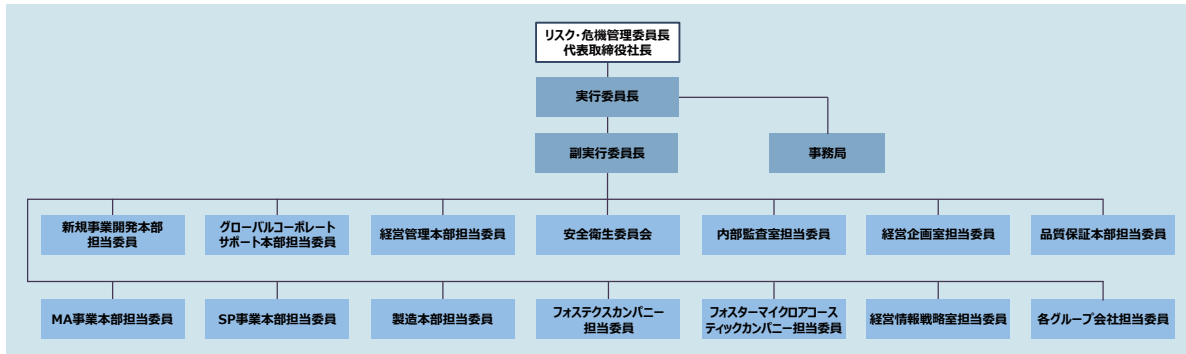 リスク・危機管理委員長
代表取締役社長
実行委員長
副実行委員長
事務局
新規事業開発本部
担当委員
グローバルコーポレート
サポート本部担当委員
経営管理本部担当委員
安全衛生委員会
内部監査室担当委員
経営企画室担当委員
品質保証本部担当委員
MA事業本部担当委員
SP事業本部担当委員
製造本部担当委員
フォステクスカンパニー
担当委員
フォスターマイクロアコース
ティックカンパニー担当委員
経営情報戦略室担当委員
各グループ会社担当委員